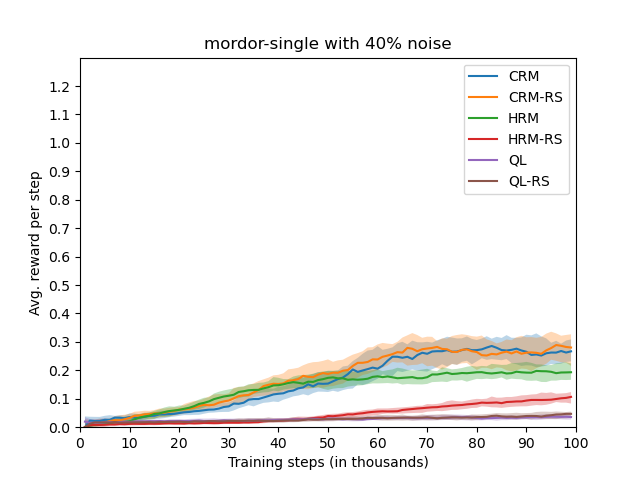 mordor-single with 40% noise
CRM
CRM-RS
HRM
HRM-RS
QL
QL-RS
Avg. reward per step
1.2
1.1
1.0
0.9
0.8
0.7
0.6
0.5
0.4
0.3
0.2
0.1
0.0
0 10 20 30 40 50 60 70 80 90 100
Training steps (in thousands)